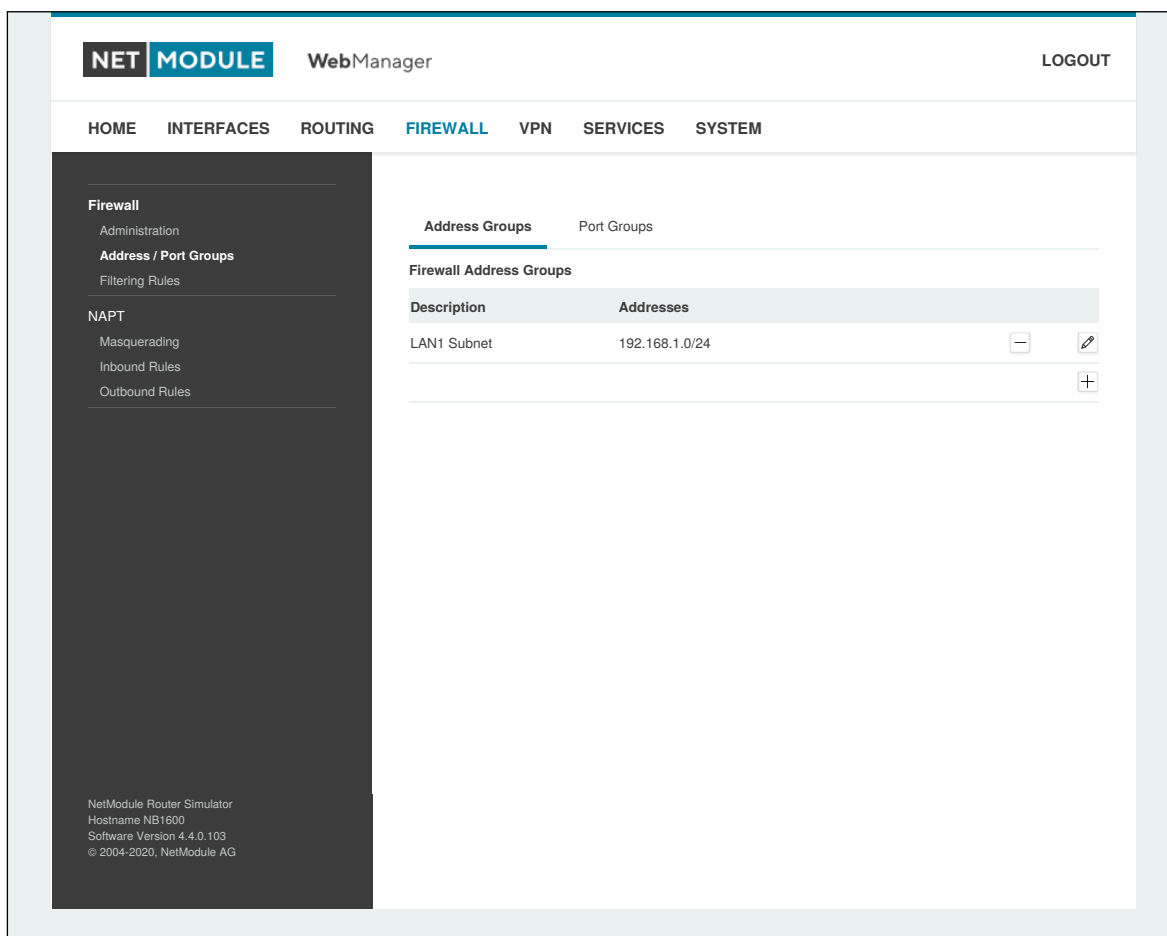 NET MODULE WebManager LOGOUT
HOME INTERFACES ROUTING FIREWALL VPN SERVICES SYSTEM
Firewall
Administration
Address / Port Groups
Filtering Rules
NAPT
Masquerading
Inbound Rules
Outbound Rules
NetModule Router Simulator
Hostname NB1600
Software Version 4.4.0.103
© 2004-2020, NetModule AG
Address Groups Port Groups
Firewall Address Groups
Description Addresses
LAN1 Subnet 192.168.1.0/24